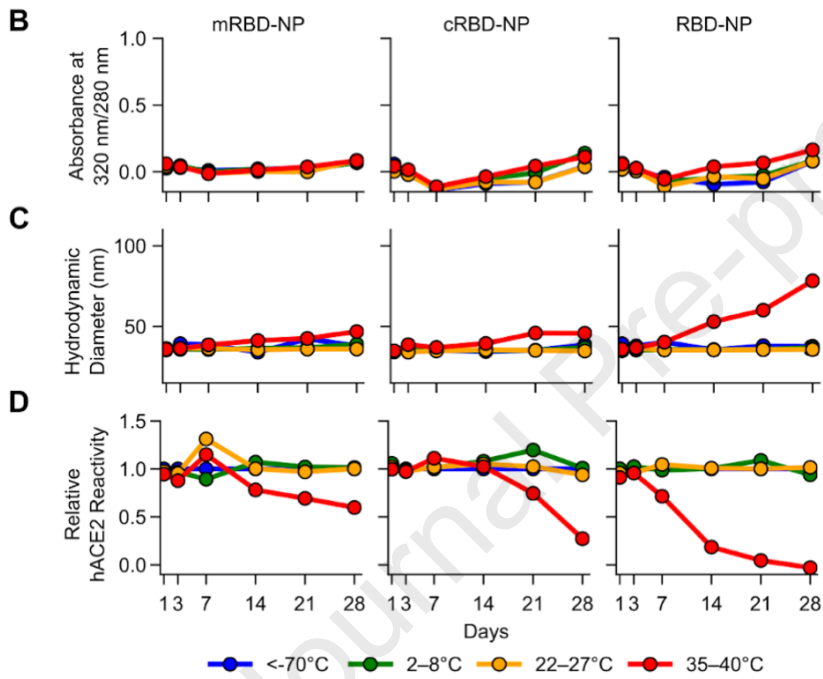 B
mRBD-NP cRBD-NP RBD-NP
Absorbance at
320 nm/280 nm
1.0
0.5
0.0
C
Hydrodynamic
Diameter (nm)
100
50
D
Relative
hACE2 Reactivity
1.5
1.0
0.5
0.0
1 3 7 14 21 28 1 3 7 14 21 28 1 3 7 14 21 28
Days
<-70°C 2–8°C 22–27°C 35–40°C
Journal Pre-p